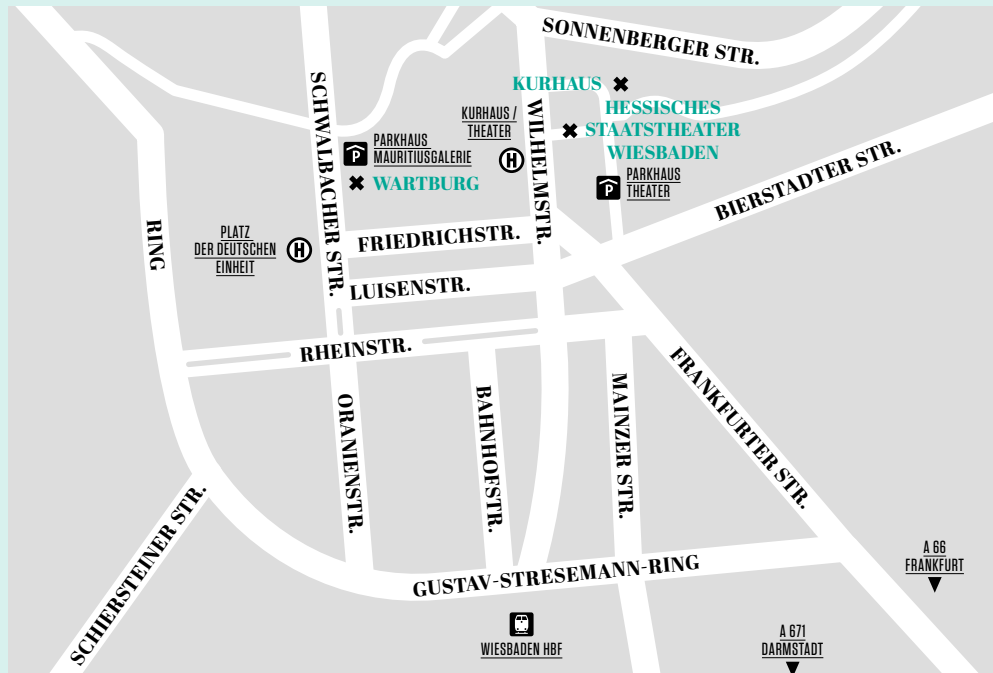 SONNENBERGER STR.
KURHAUS
HESSISCHES
STAATSTHEATER
WIESBADEN
KURHAUS /
THEATER
H
SCHWALBACHER STR.
WILHELMSTR.
P
PARKHAUS
MAURITIUSGALERIE
WARTBURG
P
PARKHAUS
THEATER
BIERSTADTER STR.
RING
PLATZ
DER DEUTSCHEN
EINHEIT
H
FRIEDRICHSTR.
LUISENSTR.
RHEINSTR.
ORANIENSTR.
BAHNHOFSTR.
MAINZER STR.
FRANKFURTER STR.
SCHIERSTEINER STR.
GUSTAV-STRESEMANN-RING
A 66
FRANKFURT
WIESBADEN HBF
A 671
DARMSTADT